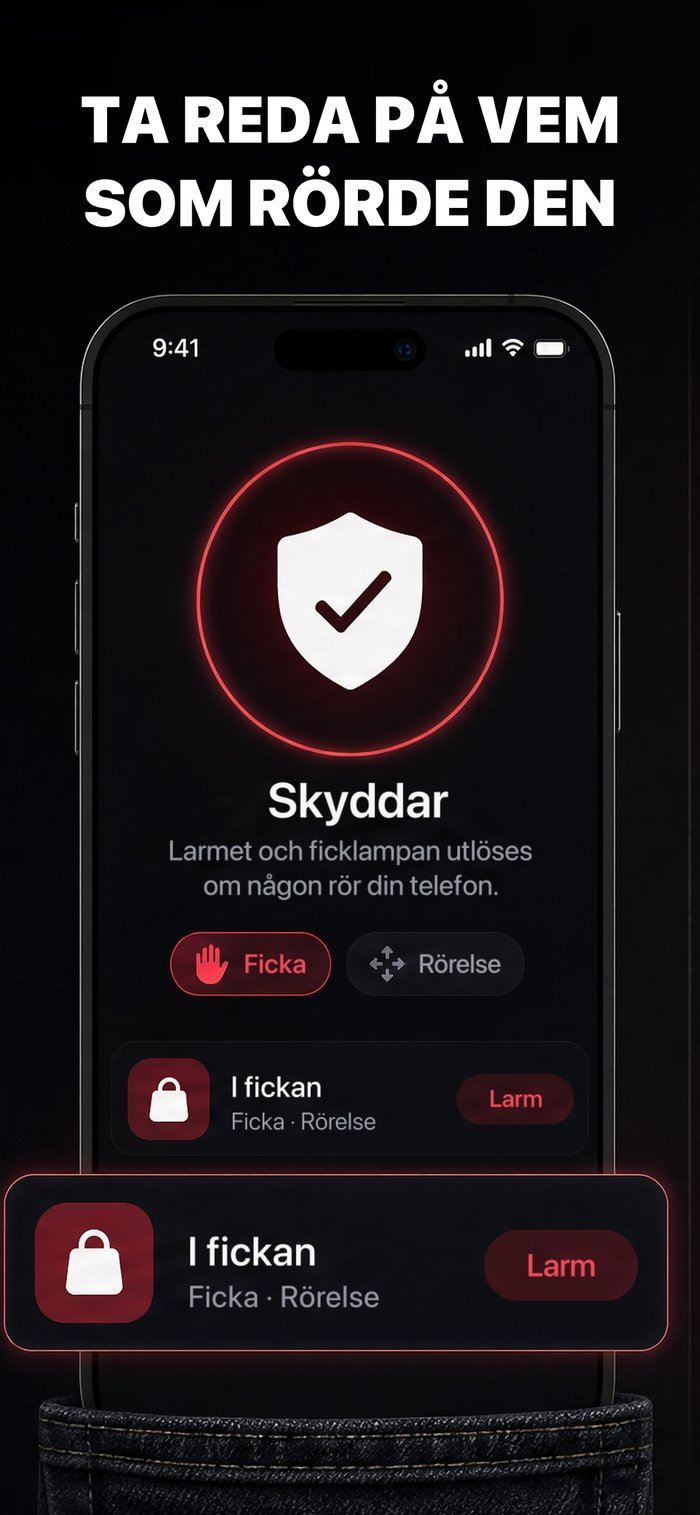 TA REDA PÅ VEM
SOM RÖRDE DEN
9:41
Skyddar
Larmet och ficklampan utlöses
om någon rör din telefon.
Ficka
Rörelse
I fickan
Ficka · Rörelse
Larm
I fickan
Ficka · Rörelse
Larm